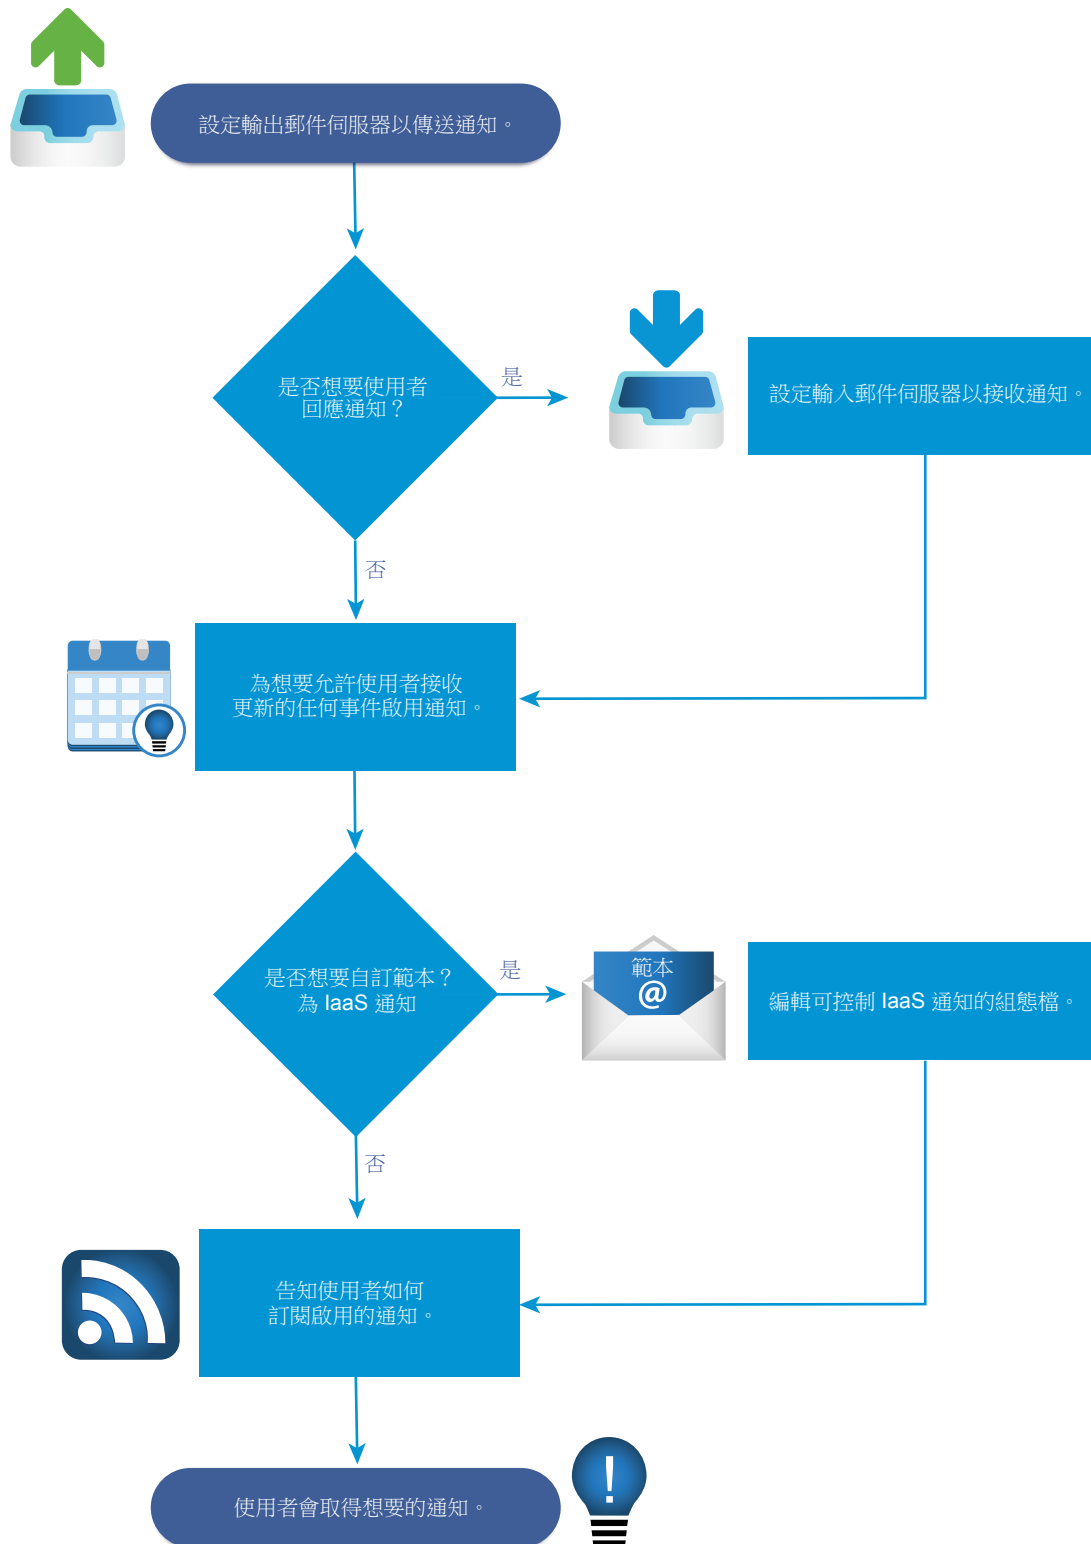 設定輸出郵件伺服器以傳送通知。
是否想要使用者
回應通知？
是
設定輸入郵件伺服器以接收通知。
否
為想要允許使用者接收
更新的任何事件啟用通知。
是否想要自訂範本？
為 IaaS 通知
是
範本
@
編輯可控制 IaaS 通知的組態檔。
否
告知使用者如何
訂閱啟用的通知。
使用者會取得想要的通知。
!